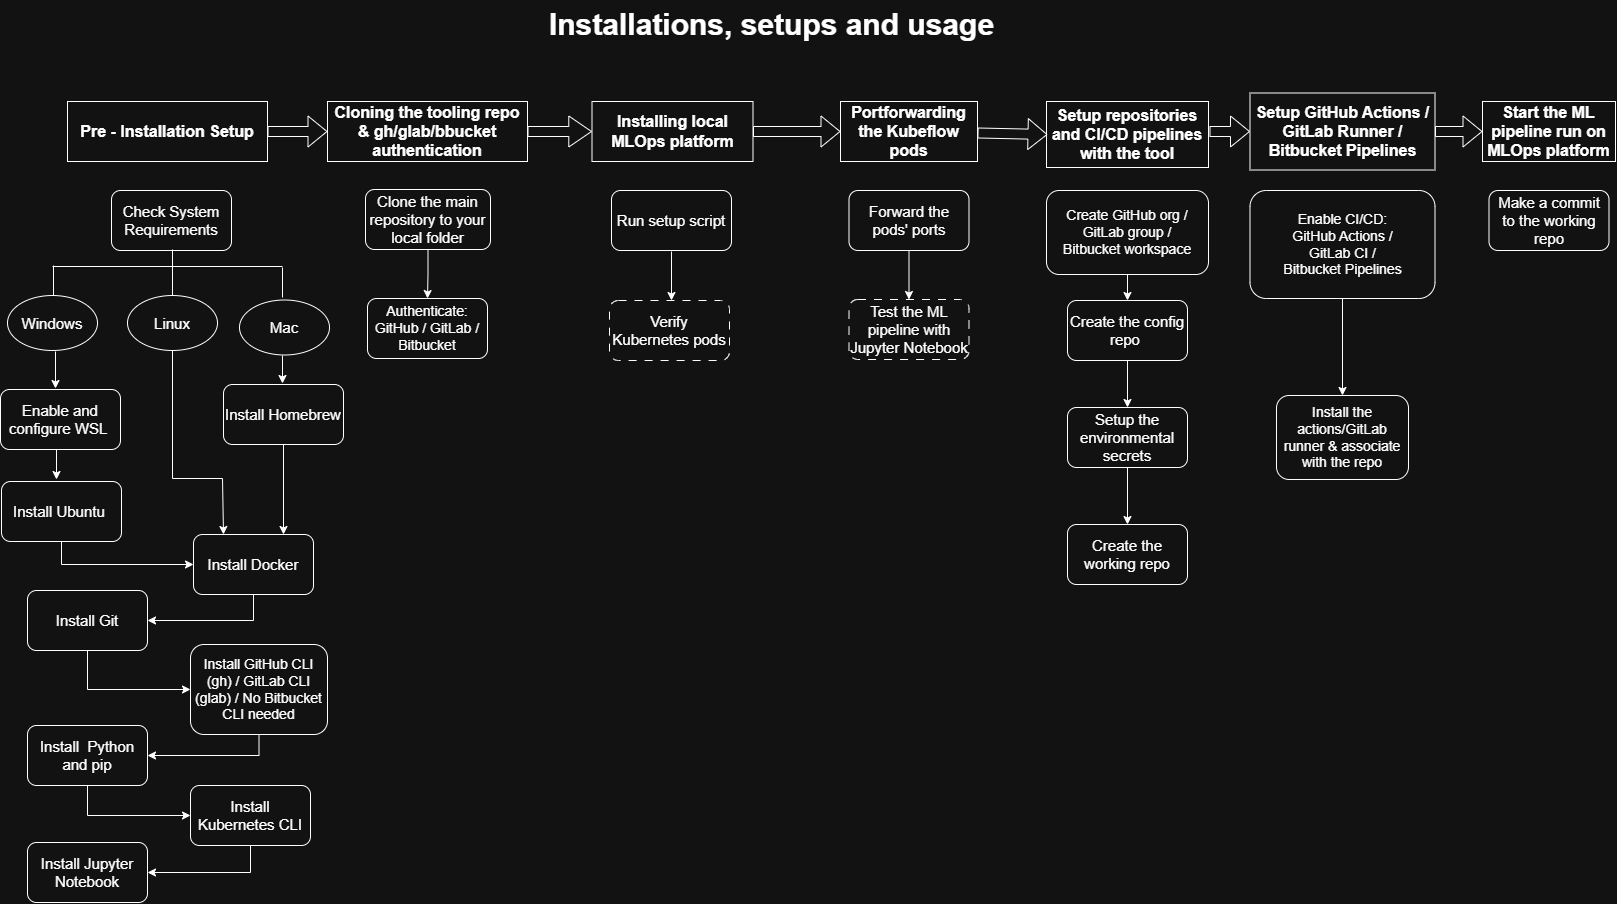 Installations, setups and usage
Pre - Installation Setup
Cloning the tooling repo
& gh/glab/bbucket
authentication
Installing local
MLOps platform
Portforwarding
the Kubeflow
pods
Setup repositories
and CI/CD pipelines
with the tool
Setup GitHub Actions /
GitLab Runner /
Bitbucket Pipelines
Start the ML
pipeline run on
MLOps platform
Check System
Requirements
Windows
Linux
Mac
Enable and
configure WSL
Install Homebrew
Install Ubuntu
Install Docker
Install Git
Install GitHub CLI
(gh) / GitLab CLI
(glab) / No Bitbucket
CLI needed
Install  Python
and pip
Install
Kubernetes CLI
Install Jupyter
Notebook
Clone the main
repository to your
local folder
Authenticate:
GitHub / GitLab /
Bitbucket
Run setup script
Verify
Kubernetes pods
Forward the
pods' ports
Test the ML
pipeline with
Jupyter Notebook
Create GitHub org /
GitLab group /
Bitbucket workspace
Create the config
repo
Setup the
environmental
secrets
Create the
working repo
Enable CI/CD:
GitHub Actions /
GitLab CI /
Bitbucket Pipelines
Install the
actions/GitLab
runner & associate
with the repo
Make a commit
to the working
repo